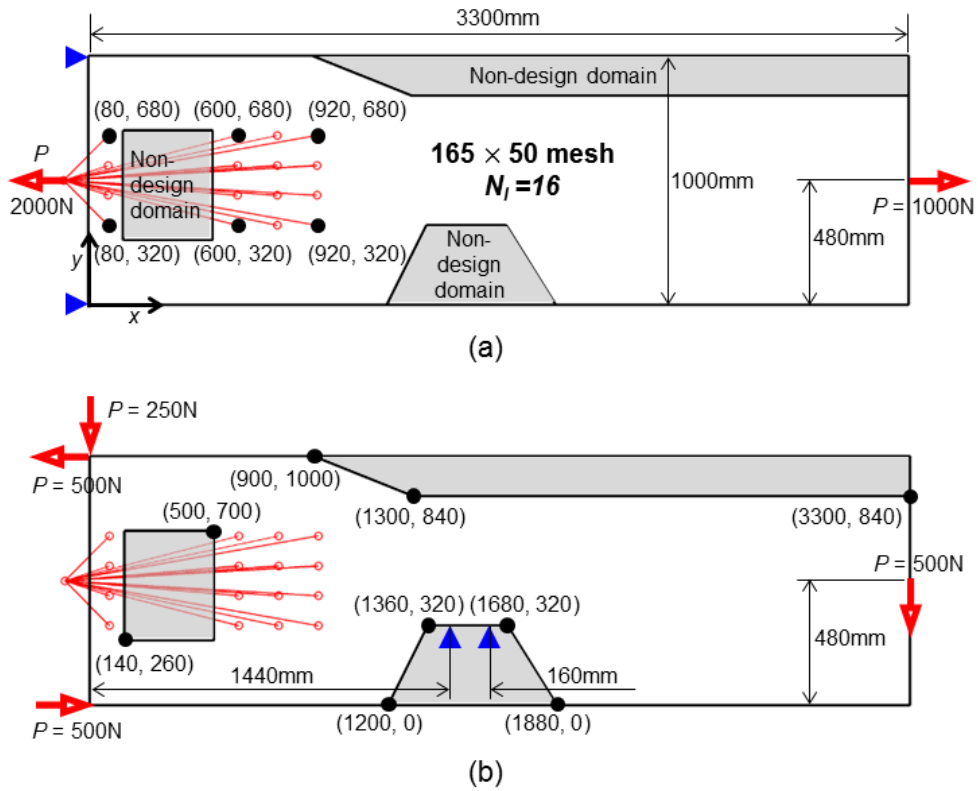 3300mm
Non-design domain
(80, 680) (600, 680) (920, 680)
P
2000N
Non-
design
domain
165 × 50 mesh
N_I =16
1000mm
P = 1000N
480mm
Non-
design
domain
(80, 320) (600, 320) (920, 320)
y
x
(a)
P = 250N
P = 500N
(900, 1000)
(1300, 840)
(3300, 840)
(500, 700)
P = 500N
(1360, 320) (1680, 320)
480mm
(140, 260)
1440mm
160mm
P = 500N
(1200, 0)
(1880, 0)
(b)